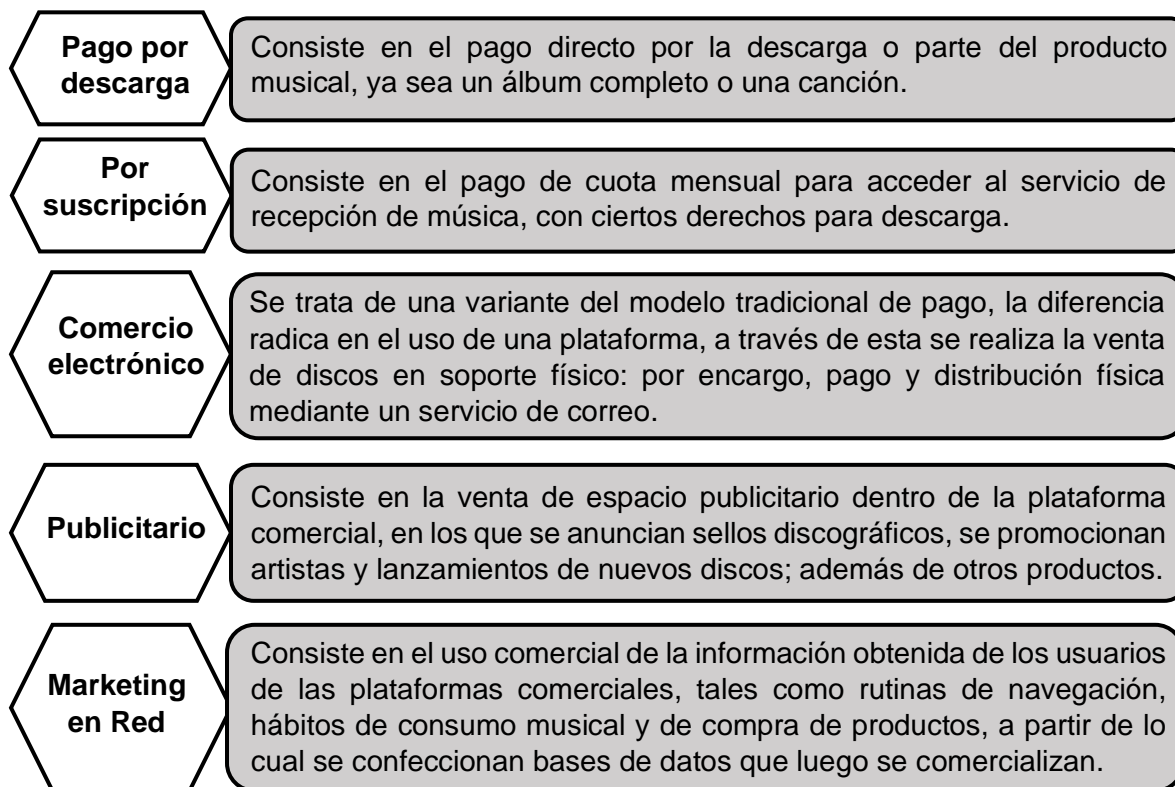 Pago por
descarga
Consiste en el pago directo por la descarga o parte del producto
musical, ya sea un álbum completo o una canción.
Por
suscripción
Consiste en el pago de cuota mensual para acceder al servicio de
recepción de música, con ciertos derechos para descarga.
Comercio
electrónico
Se trata de una variante del modelo tradicional de pago, la diferencia
radica en el uso de una plataforma, a través de esta se realiza la venta
de discos en soporte físico: por encargo, pago y distribución física
mediante un servicio de correo.
Publicitario
Consiste en la venta de espacio publicitario dentro de la plataforma
comercial, en los que se anuncian sellos discográficos, se promocionan
artistas y lanzamientos de nuevos discos; además de otros productos.
Marketing
en Red
Consiste en el uso comercial de la información obtenida de los usuarios
de las plataformas comerciales, tales como rutinas de navegación,
hábitos de consumo musical y de compra de productos, a partir de lo
cual se confeccionan bases de datos que luego se comercializan.